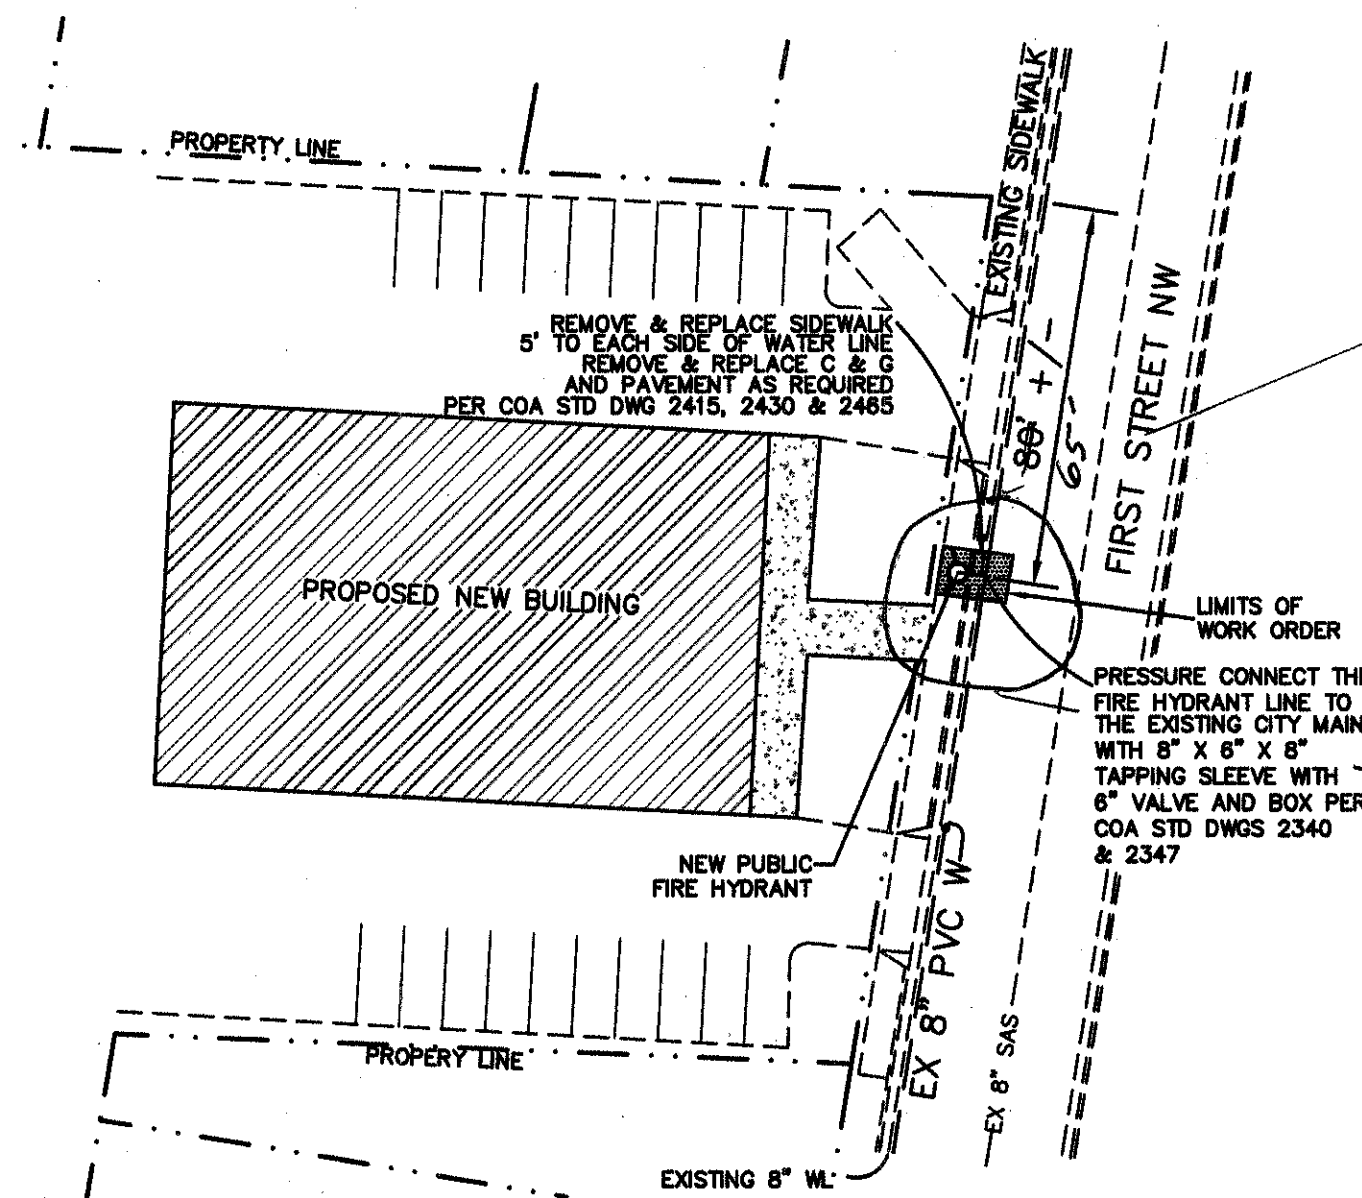 PROPERTY LINE
EXISTING SIDEWALK
REMOVE & REPLACE SIDEWALK
5' TO EACH SIDE OF WATER LINE
REMOVE & REPLACE C & G
AND PAVEMENT AS REQUIRED
PER COA STD DWG 2415, 2430 & 2465
80' + -
65'
FIRST STREET NW
PROPOSED NEW BUILDING
LIMITS OF
WORK ORDER
PRESSURE CONNECT THE
FIRE HYDRANT LINE TO
THE EXISTING CITY MAIN
WITH 8" X 6" X 8"
TAPPING SLEEVE WITH
6" VALVE AND BOX PER
COA STD DWGS 2340
& 2347
NEW PUBLIC
FIRE HYDRANT
EX 8" PVC W
EX 8" SAS
PROPERY LINE
EXISTING 8" WL